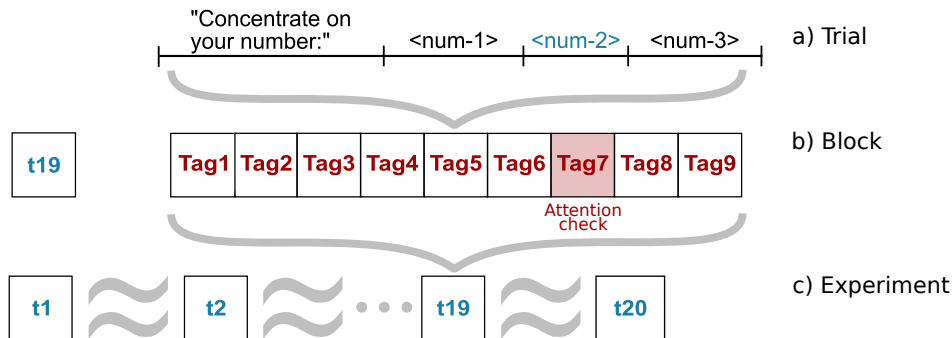 "Concentrate on
your number:"
<num-1>
<num-2>
<num-3>
a) Trial
t19
Tag1 Tag2 Tag3 Tag4 Tag5 Tag6 Tag7 Tag8 Tag9
b) Block
Attention
check
t1 t2 t19 t20
c) Experiment